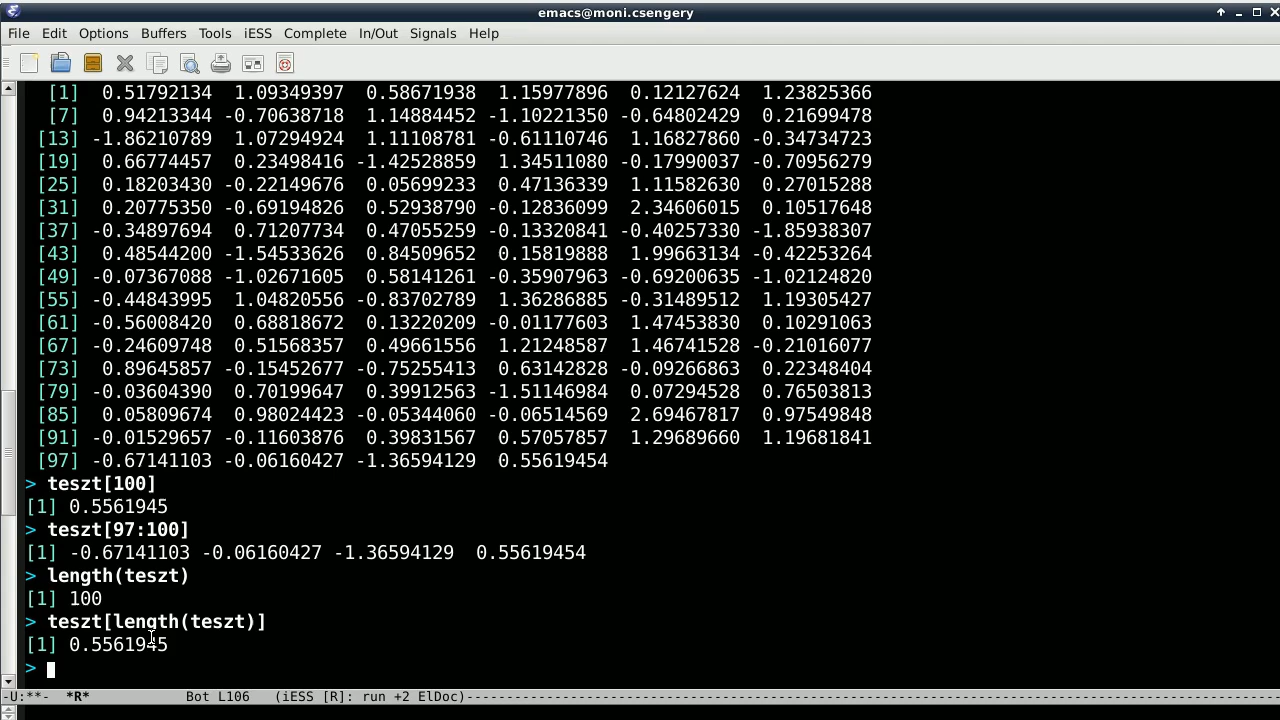 emacs@moni.csengery
File Edit Options Buffers Tools iESS Complete In/Out Signals Help
[1] 0.51792134 1.09349397 0.58671938 1.15977896 0.12127624 1.23825366
[7] 0.94213344 -0.70638718 1.14884452 -1.10221350 -0.64802429 0.21699478
[13] -1.86210789 1.07294924 1.11108781 -0.61110746 1.16827860 -0.34734723
[19] 0.66774457 0.23498416 -1.42528859 1.34511080 -0.17990037 -0.70956279
[25] 0.18203430 -0.22149676 0.05699233 0.47136339 1.11582630 0.27015288
[31] 0.20775350 -0.69194826 0.52938790 -0.12836099 2.34606015 0.10517648
[37] -0.34897694 0.71207734 0.47055259 -0.13320841 -0.40257330 -1.85938307
[43] 0.48544200 -1.54533626 0.84509652 0.15819888 1.99663134 -0.42253264
[49] -0.07367088 -1.02671605 0.58141261 -0.35907963 -0.69200635 -1.02124820
[55] -0.44843995 1.04820556 -0.83702789 1.36286885 -0.31489512 1.19305427
[61] -0.56008420 0.68818672 0.13220209 -0.01177603 1.47453830 0.10291063
[67] -0.24609748 0.51568357 0.49661556 1.21248587 1.46741528 -0.21016077
[73] 0.89645857 -0.15452677 -0.75255413 0.63142828 -0.09266863 0.22348404
[79] -0.03604390 0.70199647 0.39912563 -1.51146984 0.07294528 0.76503813
[85] 0.05809674 0.98024423 -0.05344060 -0.06514569 2.69467817 0.97549848
[91] -0.01529657 -0.11603876 0.39831567 0.57057857 1.29689660 1.19681841
[97] -0.67141103 -0.06160427 -1.36594129 0.55619454
> teszt[100]
[1] 0.5561945
> teszt[97:100]
[1] -0.67141103 -0.06160427 -1.36594129 0.55619454
> length(teszt)
[1] 100
> teszt[length(teszt)]
[1] 0.5561945
>
-U:**- *R* Bot L106 (iESS [R]: run +2 ElDoc)----------------------------------------